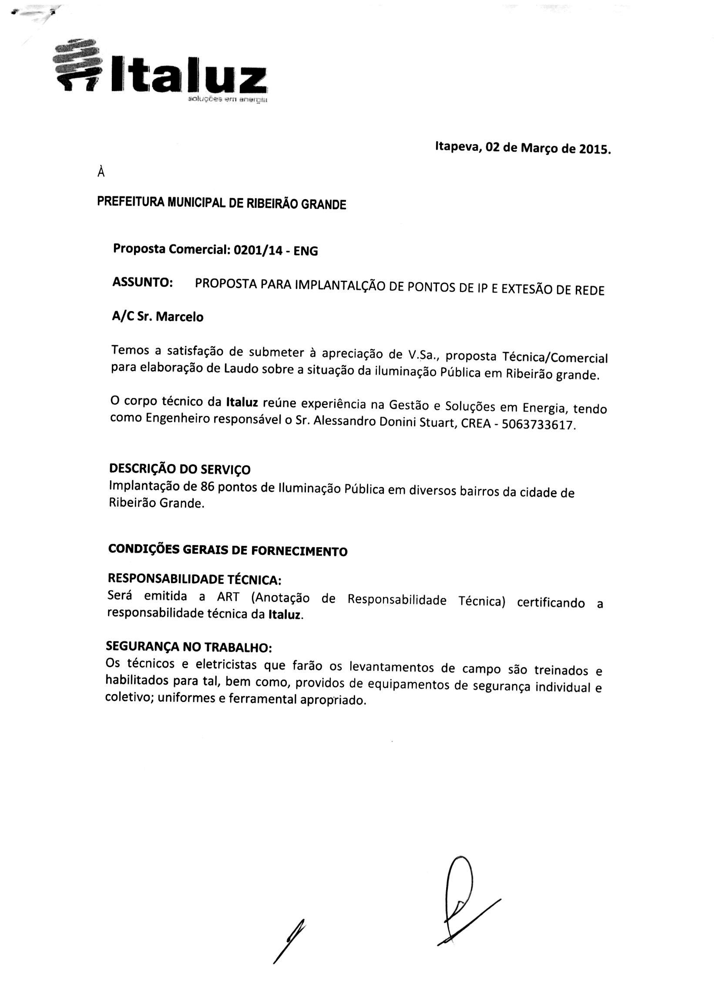 Italuz
soluções em energia
Itapeva, 02 de Março de 2015.
À
PREFEITURA MUNICIPAL DE RIBEIRÃO GRANDE
Proposta Comercial: 0201/14 - ENG
ASSUNTO: PROPOSTA PARA IMPLANTALÇÃO DE PONTOS DE IP E EXTESÃO DE REDE
A/C Sr. Marcelo
Temos a satisfação de submeter à apreciação de V.Sa., proposta Técnica/Comercial
para elaboração de Laudo sobre a situação da iluminação Pública em Ribeirão grande.
O corpo técnico da Italuz reúne experiência na Gestão e Soluções em Energia, tendo
como Engenheiro responsável o Sr. Alessandro Donini Stuart, CREA - 5063733617.
DESCRIÇÃO DO SERVIÇO
Implantação de 86 pontos de Iluminação Pública em diversos bairros da cidade de
Ribeirão Grande.
CONDIÇÕES GERAIS DE FORNECIMENTO
RESPONSABILIDADE TÉCNICA:
Será emitida a ART (Anotação de Responsabilidade Técnica) certificando a
responsabilidade técnica da Italuz.
SEGURANÇA NO TRABALHO:
Os técnicos e eletricistas que farão os levantamentos de campo são treinados e
habilitados para tal, bem como, providos de equipamentos de segurança individual e
coletivo; uniformes e ferramental apropriado.